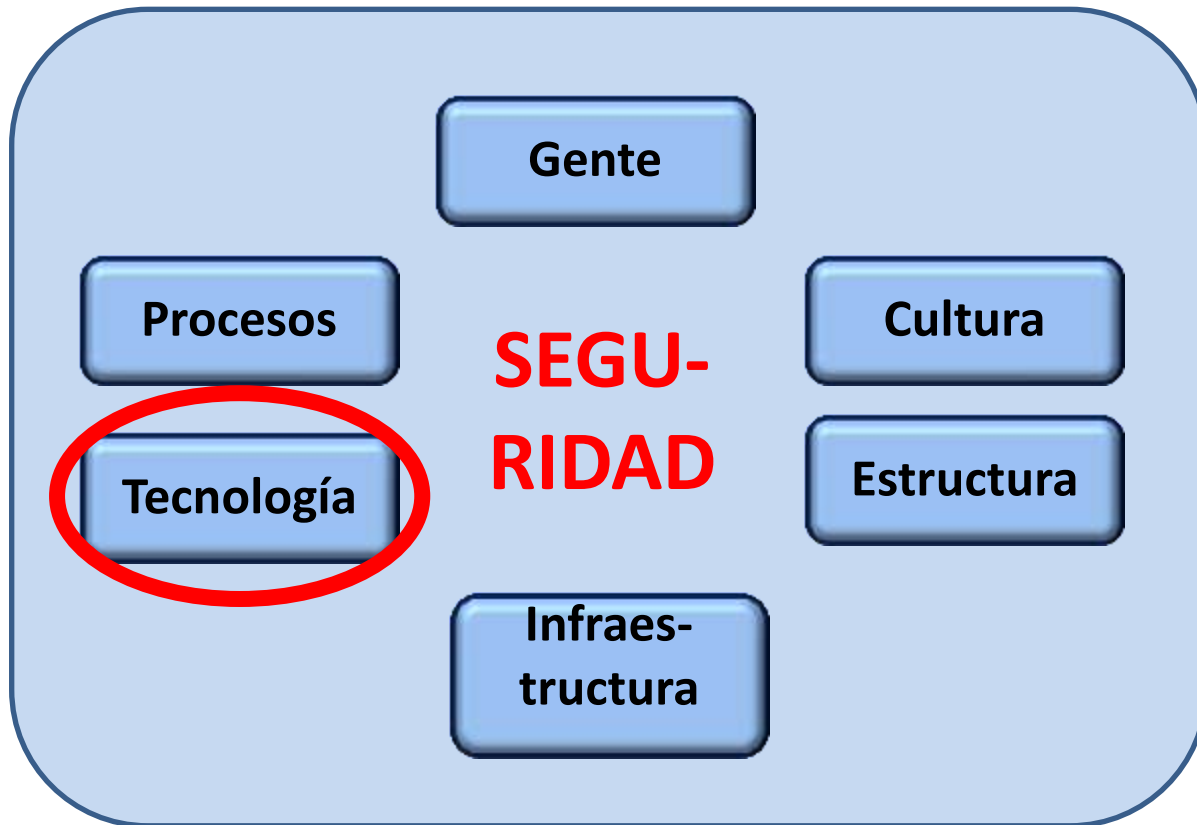 Gente
Procesos
Cultura
SEGU-
RIDAD
Tecnología
Estructura
Infraes-
tructura